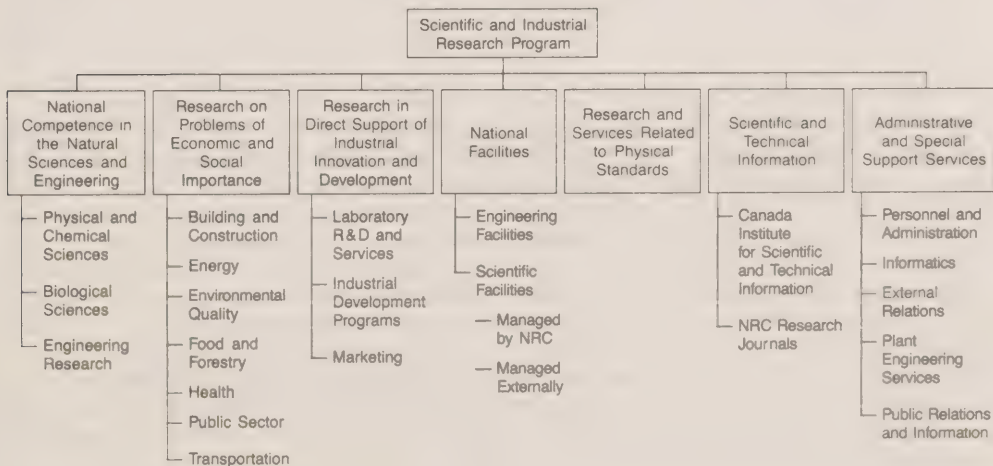 Scientific and Industrial
Research Program
National
Competence in
the Natural
Sciences and
Engineering
Physical and
Chemical
Sciences
Biological
Sciences
Engineering
Research
Research on
Problems of
Economic and
Social
Importance
Building and
Construction
Energy
Environmental
Quality
Food and
Forestry
Health
Public Sector
Transportation
Research in
Direct Support of
Industrial
Innovation and
Development
Laboratory
R&D and
Services
Industrial
Development
Programs
Marketing
National
Facilities
Engineering
Facilities
Scientific
Facilities
— Managed
by NRC
— Managed
Externally
Research and
Services Related
to Physical
Standards
Scientific and
Technical
Information
Canada
Institute
for Scientific
and Technical
Information
NRC Research
Journals
Administrative
and Special
Support Services
Personnel and
Administration
Informatics
External
Relations
Plant
Engineering
Services
Public Relations
and Information